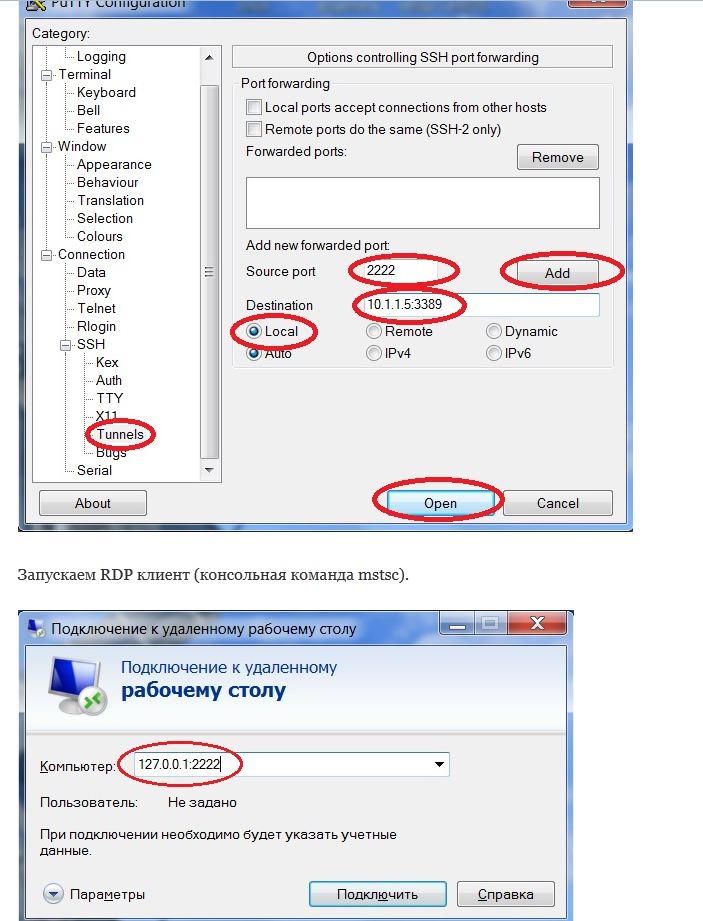 PuTTY Configuration
Category:
Logging
Terminal
Keyboard
Bell
Features
Window
Appearance
Behaviour
Translation
Selection
Colours
Connection
Data
Proxy
Telnet
Rlogin
SSH
Kex
Auth
TTY
X11
Tunnels
Bugs
Serial
Options controlling SSH port forwarding
Port forwarding
Local ports accept connections from other hosts
Remote ports do the same (SSH-2 only)
Forwarded ports:
Remove
Add new forwarded port:
Source port 2222 Add
Destination 10.1.1.5:3389
Local Remote Dynamic
Auto IPv4 IPv6
About Open Cancel
Запускаем RDP клиент (консольная команда mstsc).
Подключение к удаленному рабочему столу
Подключение к удаленному
рабочему столу
Компьютер: 127.0.0.1:2222
Пользователь: Не задано
При подключении необходимо будет указать учетные
данные.
Параметры Подключить Справка